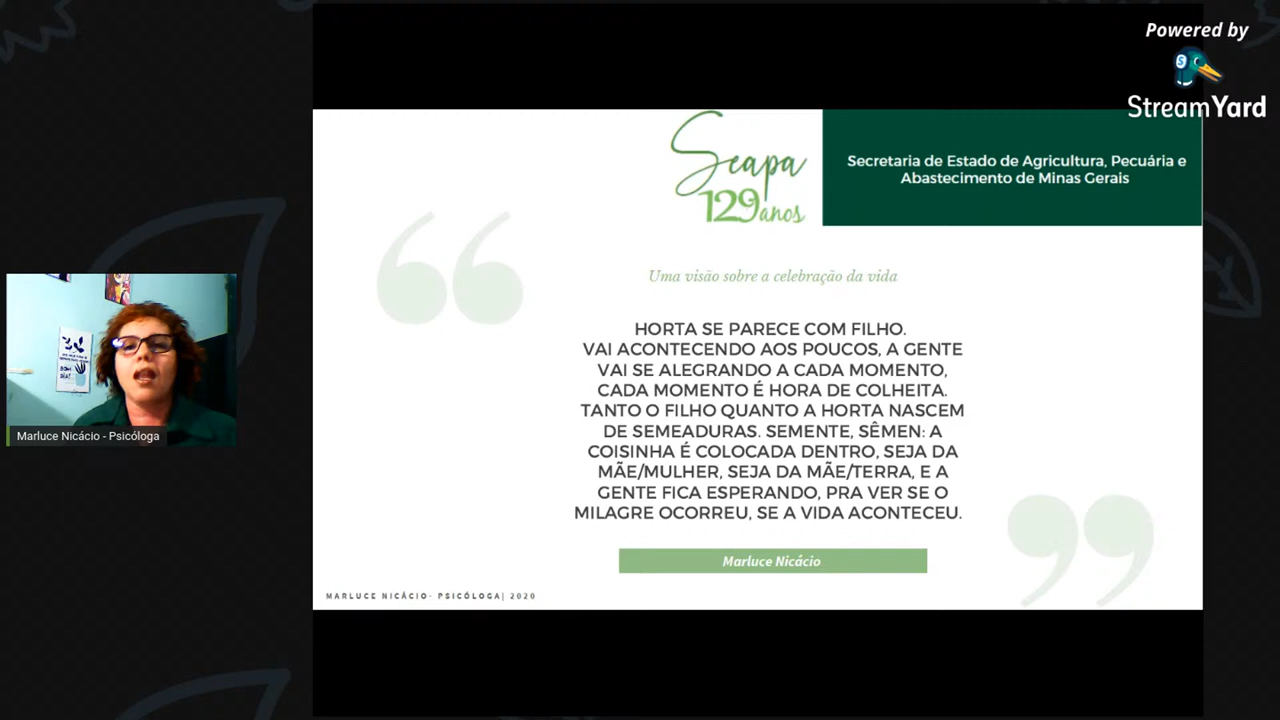 Powered by
StreamYard
Seapa
129 anos
Secretaria de Estado de Agricultura, Pecuária e
Abastecimento de Minas Gerais
Uma visão sobre a celebração da vida
HORTA SE PARECE COM FILHO.
VAI ACONTECENDO AOS POUCOS, A GENTE
VAI SE ALEGRANDO A CADA MOMENTO,
CADA MOMENTO É HORA DE COLHEITA.
TANTO O FILHO QUANTO A HORTA NASCEM
DE SEMEADURAS. SEMENTE, SÊMEN: A
COISINHA É COLOCADA DENTRO, SEJA DA
MÃE/MULHER, SEJA DA MÃE/TERRA, E A
GENTE FICA ESPERANDO, PRA VER SE O
MILAGRE OCORREU, SE A VIDA ACONTECEU.
Marluce Nicácio
MARLUCE NICÁCIO- PSICÓLOGA| 2020
BOM
DIA!
Marluce Nicácio - Psicóloga